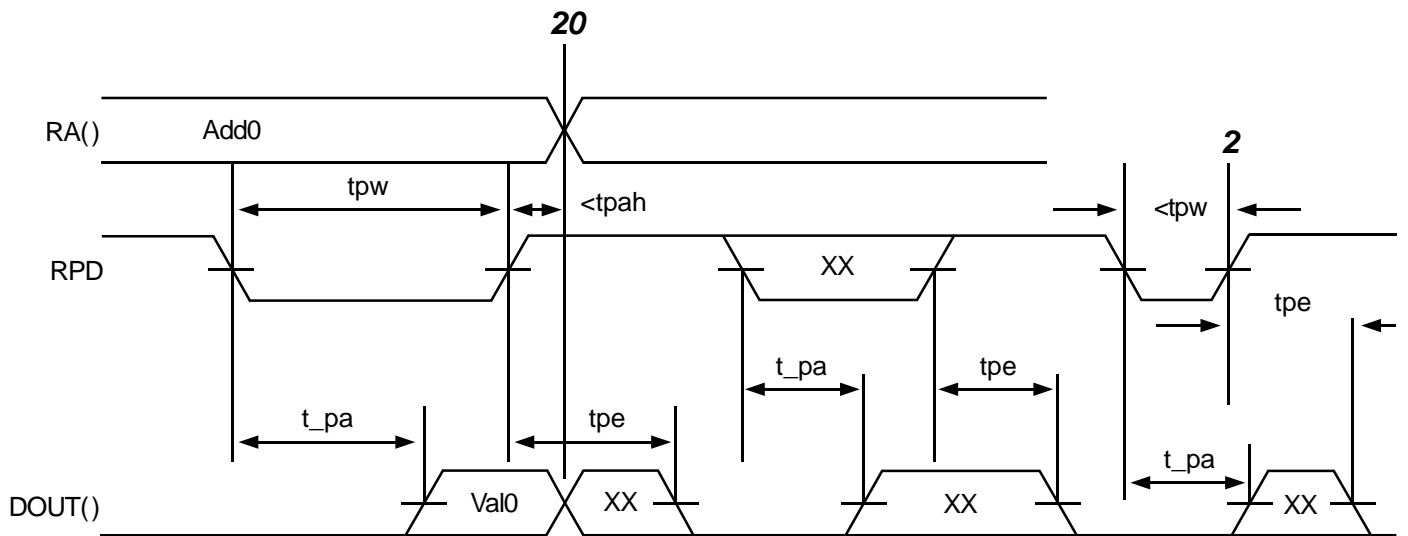 20
RA()
Add0
2
tpw
<tpah
<tpw
RPD
XX
tpe
t_pa
tpe
t_pa
tpe
t_pa
DOUT()
Val0
XX
XX
XX